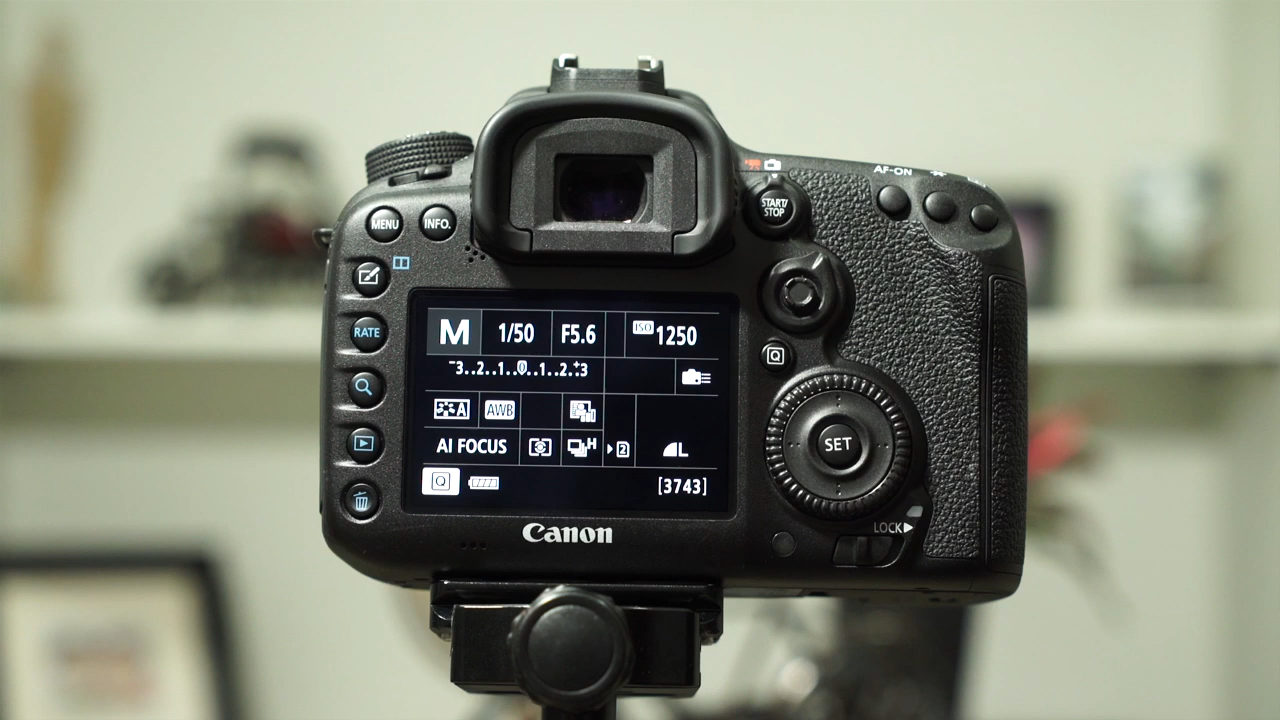 AF-ON
START/
STOP
MENU
INFO.
RATE
M 1/50 F5.6 ISO 1250
-3..2..1..0..1..2.+3
A AWB
AI FOCUS H 2 L
Q [3743]
Q
SET
LOCK
Canon